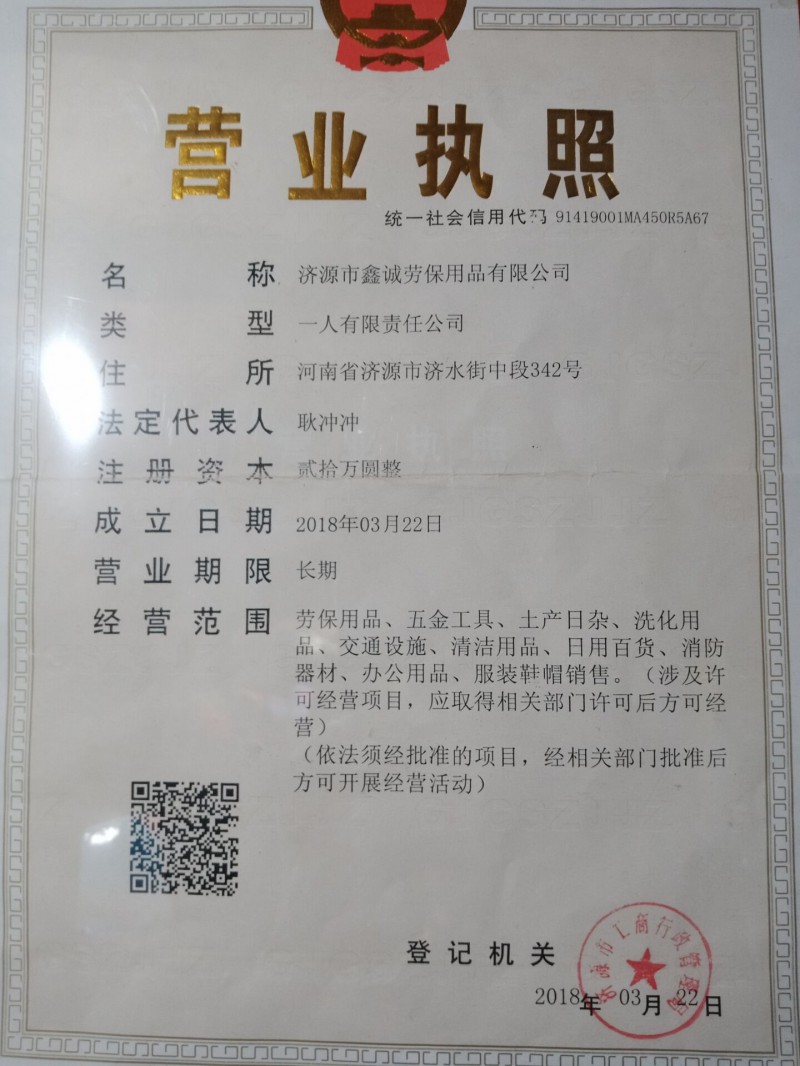 营业执照
统一社会信用代码 91419001MA450R5A67
名称 济源市鑫诚劳保用品有限公司
类型 一人有限责任公司
住所 河南省济源市济水街中段342号
法定代表人 耿冲冲
注册资本 贰拾万圆整
成立日期 2018年03月22日
营业期限 长期
经营范围 劳保用品、五金工具、土产日杂、洗化用
品、交通设施、清洁用品、日用百货、消防
器材、办公用品、服装鞋帽销售。（涉及许
可经营项目，应取得相关部门许可后方可经
营）
（依法须经批准的项目，经相关部门批准后
方可开展经营活动）
登记机关
济源市工商行政管理局
2018年03月22日